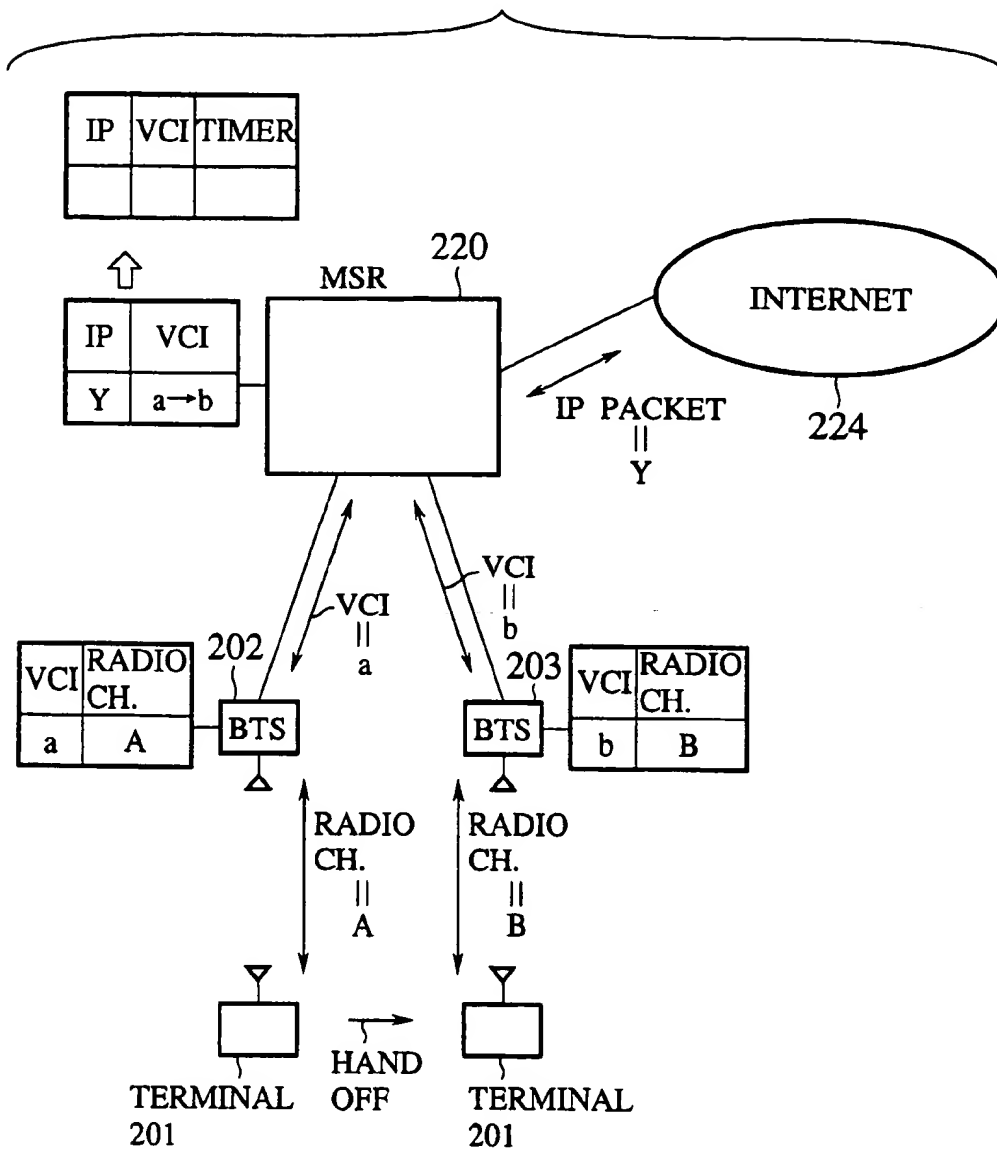 IP VCI TIMER
220
MSR
INTERNET
IP VCI
Y a→b
IP PACKET
||
Y
224
VCI
||
a
VCI
||
b
202
203
VCI RADIO CH.
a A
BTS
BTS
VCI RADIO CH.
b B
RADIO
CH.
||
A
RADIO
CH.
||
B
HAND
OFF
TERMINAL
201
TERMINAL
201